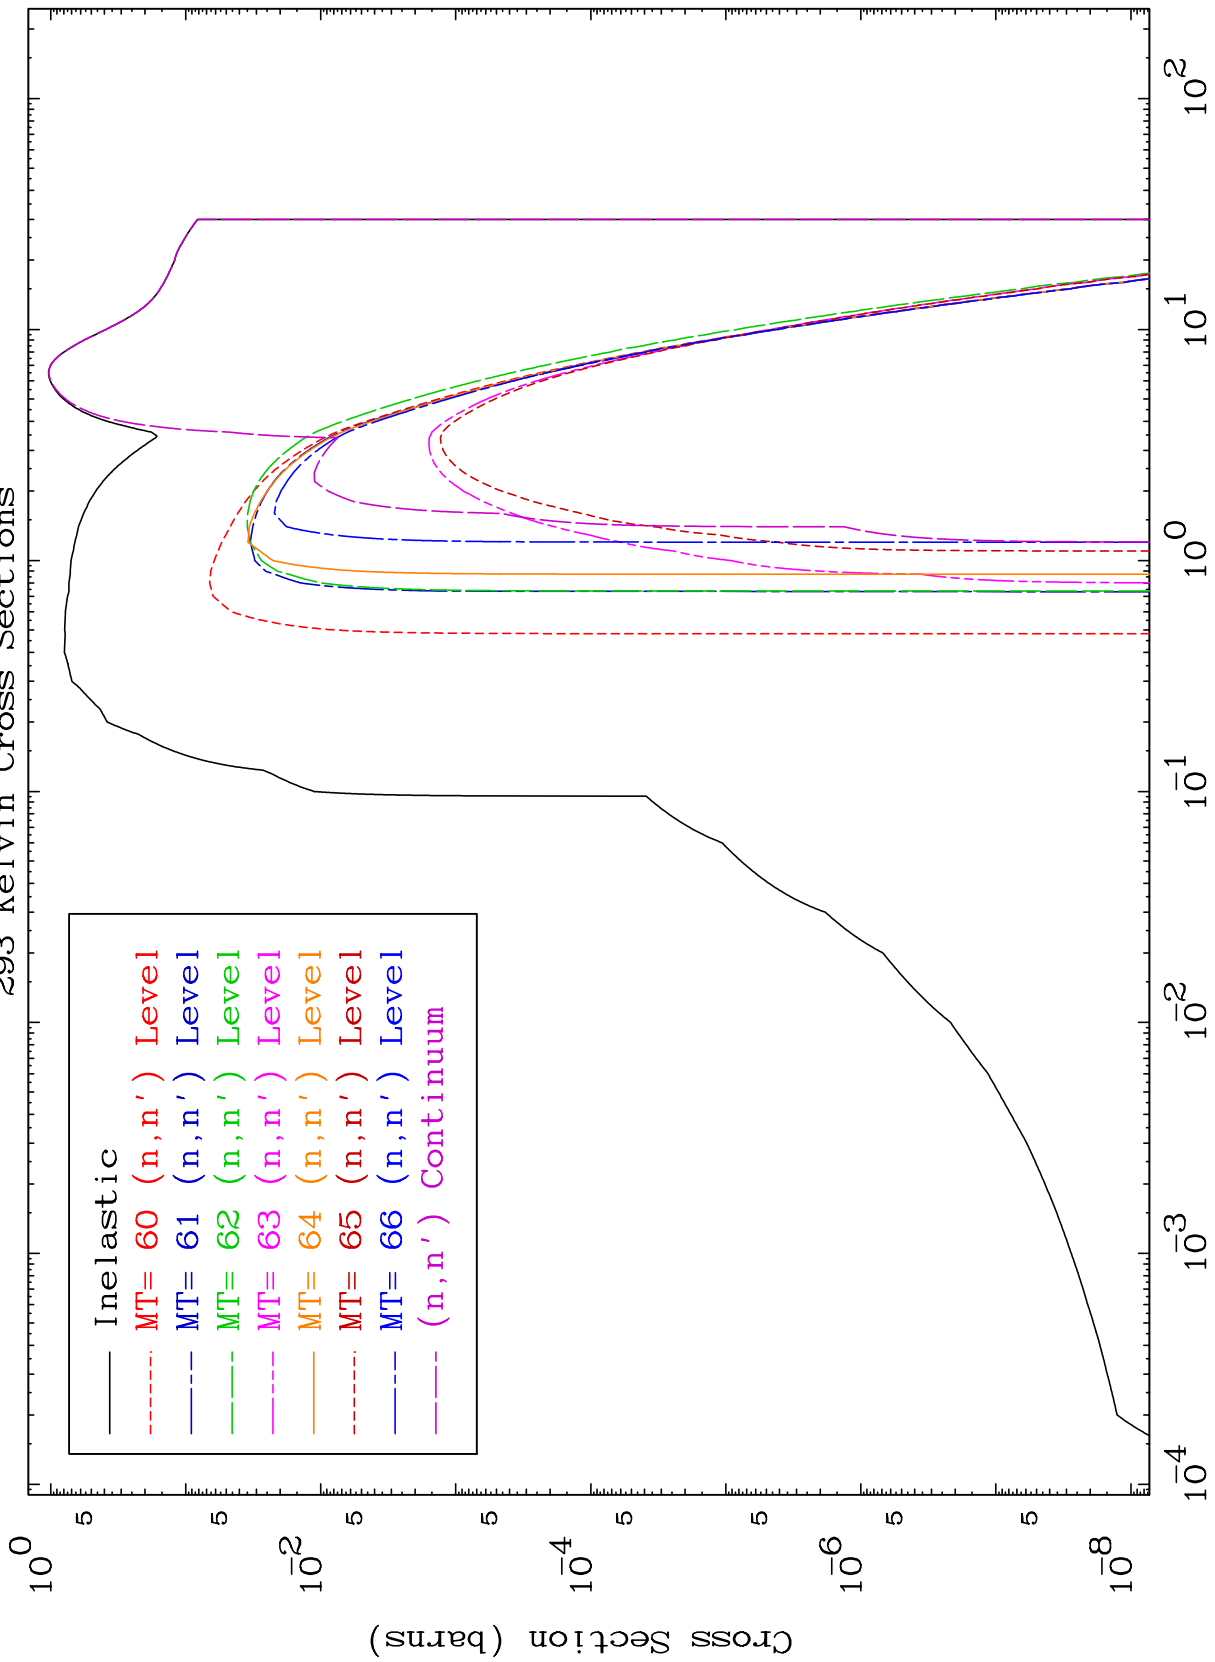 293 Kelvin Cross Sections
Inelastic
MT= 60 (n,n') Level
MT= 61 (n,n') Level
MT= 62 (n,n') Level
MT= 63 (n,n') Level
MT= 64 (n,n') Level
MT= 65 (n,n') Level
MT= 66 (n,n') Level
(n,n') Continuum
Cross Section (barns)
10^0
5
10^-2
5
5
10^-4
5
5
10^-6
5
5
10^-8
5
10^-4
10^-3
10^-2
10^-1
10^0
10^1
10^2